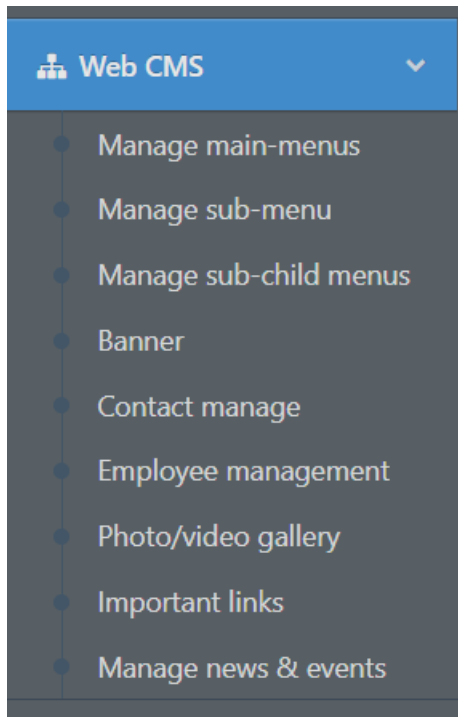 Web CMS
Manage main-menus
Manage sub-menu
Manage sub-child menus
Banner
Contact manage
Employee management
Photo/video gallery
Important links
Manage news & events